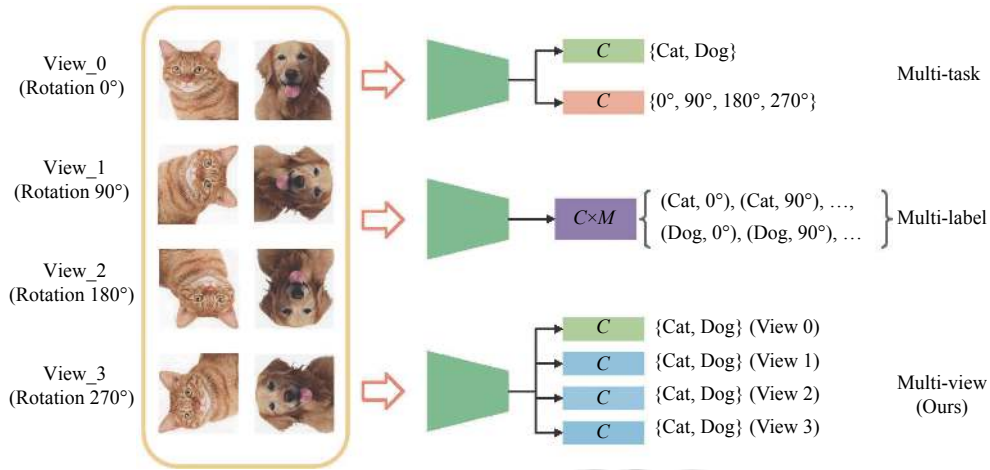 View_0
(Rotation 0°)
View_1
(Rotation 90°)
View_2
(Rotation 180°)
View_3
(Rotation 270°)
C {Cat, Dog}
C {0°, 90°, 180°, 270°}
Multi-task
C×M
(Cat, 0°), (Cat, 90°), …,
(Dog, 0°), (Dog, 90°), …
Multi-label
C {Cat, Dog} (View 0)
C {Cat, Dog} (View 1)
C {Cat, Dog} (View 2)
C {Cat, Dog} (View 3)
Multi-view
(Ours)